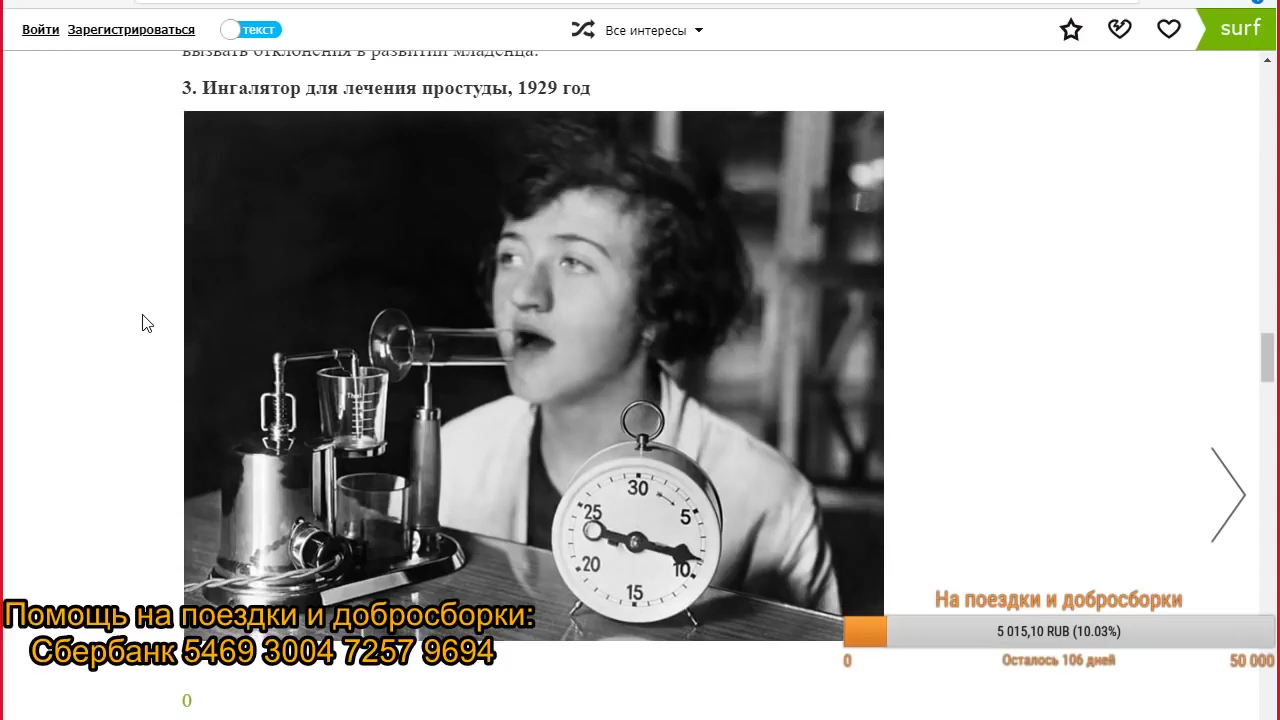 Войти Зарегистрироваться текст Все интересы surf
вызвать отклонения в развитии младенца.
3. Ингалятор для лечения простуды, 1929 год
30
25 5
20 10
15
Помощь на поездки и добросборки:
Сбербанк 5469 3004 7257 9694
На поездки и добросборки
5 015,10 RUB (10.03%)
0 Осталось 106 дней 50 000
0